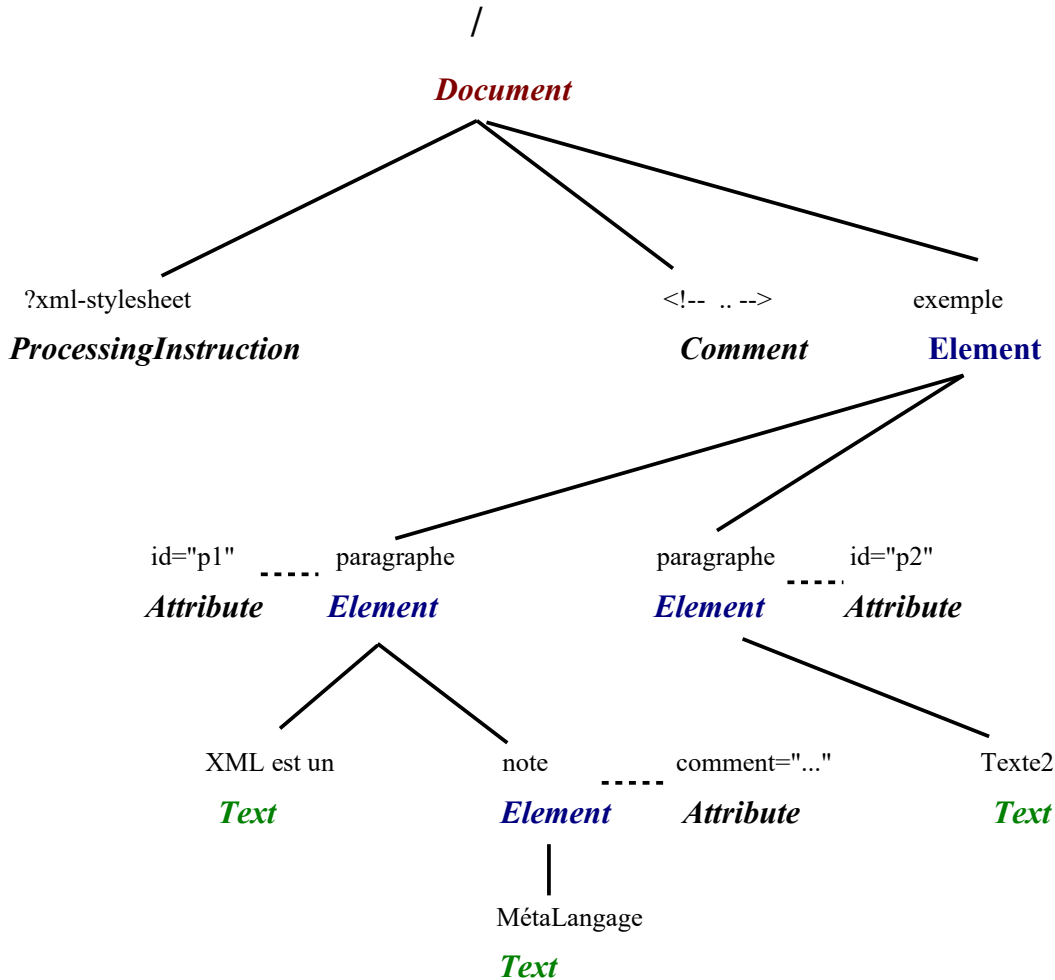 /
Document
?xml-stylesheet
<!-- .. -->
exemple
ProcessingInstruction
Comment
Element
id="p1"
paragraphe
paragraphe
id="p2"
Attribute
Element
Element
Attribute
XML est un
note
comment="..."
Texte2
Text
Element
Attribute
Text
MétaLangage
Text